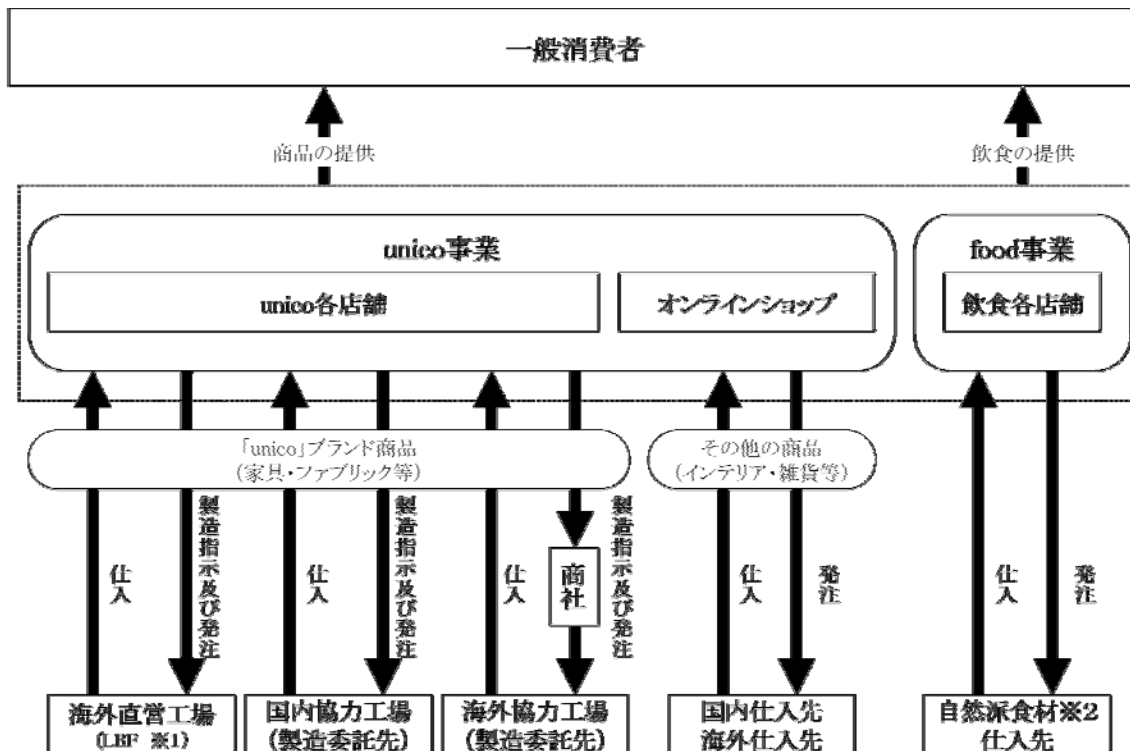 一般消費者
商品の提供
飲食の提供
unico事業
food事業
unico各店舗
オンラインショップ
飲食各店舗
「unico」ブランド商品
(家具・ファブリック等)
その他の商品
(インテリア・雑貨等)
仕入
製造指示及び発注
仕入
製造指示及び発注
仕入
商社
製造指示及び発注
仕入
発注
仕入
発注
海外直営工場
(LBF ※1)
国内協力工場
(製造委託先)
海外協力工場
(製造委託先)
国内仕入先
海外仕入先
自然派食材※2
仕入先